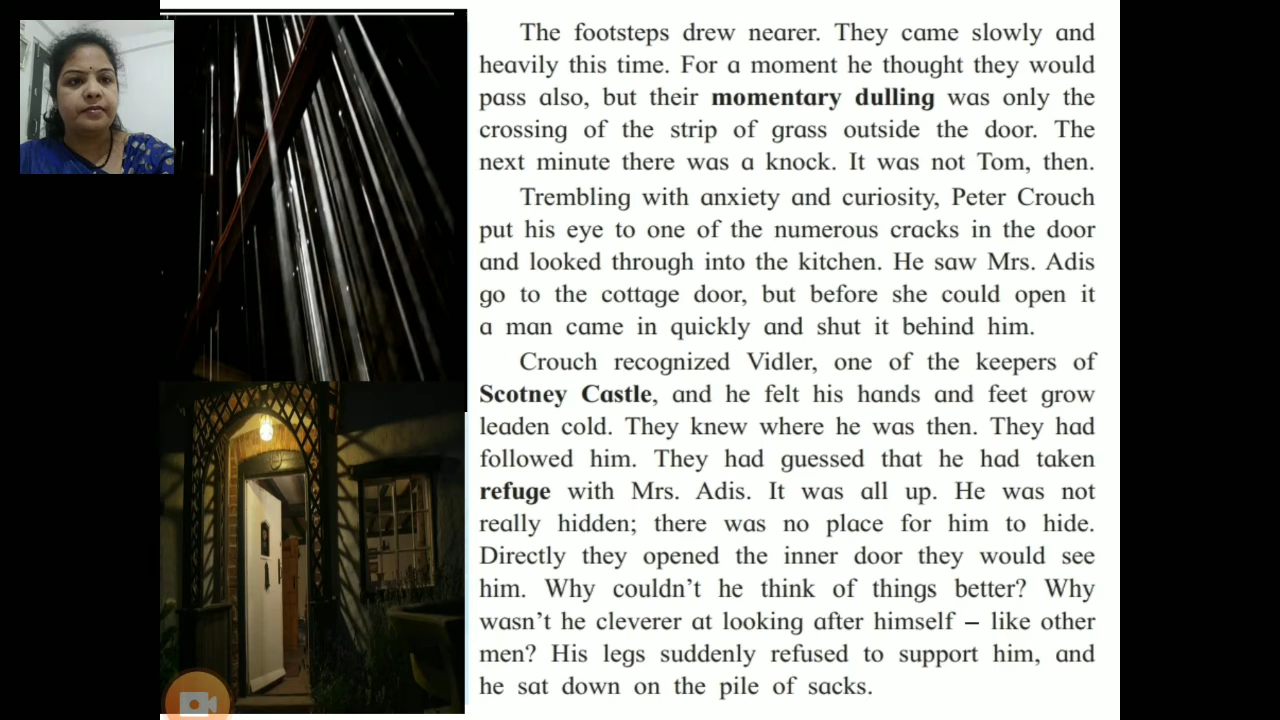 The footsteps drew nearer. They came slowly and
heavily this time. For a moment he thought they would
pass also, but their momentary dulling was only the
crossing of the strip of grass outside the door. The
next minute there was a knock. It was not Tom, then.
Trembling with anxiety and curiosity, Peter Crouch
put his eye to one of the numerous cracks in the door
and looked through into the kitchen. He saw Mrs. Adis
go to the cottage door, but before she could open it
a man came in quickly and shut it behind him.
Crouch recognized Vidler, one of the keepers of
Scotney Castle, and he felt his hands and feet grow
leaden cold. They knew where he was then. They had
followed him. They had guessed that he had taken
refuge with Mrs. Adis. It was all up. He was not
really hidden; there was no place for him to hide.
Directly they opened the inner door they would see
him. Why couldn't he think of things better? Why
wasn't he cleverer at looking after himself – like other
men? His legs suddenly refused to support him, and
he sat down on the pile of sacks.